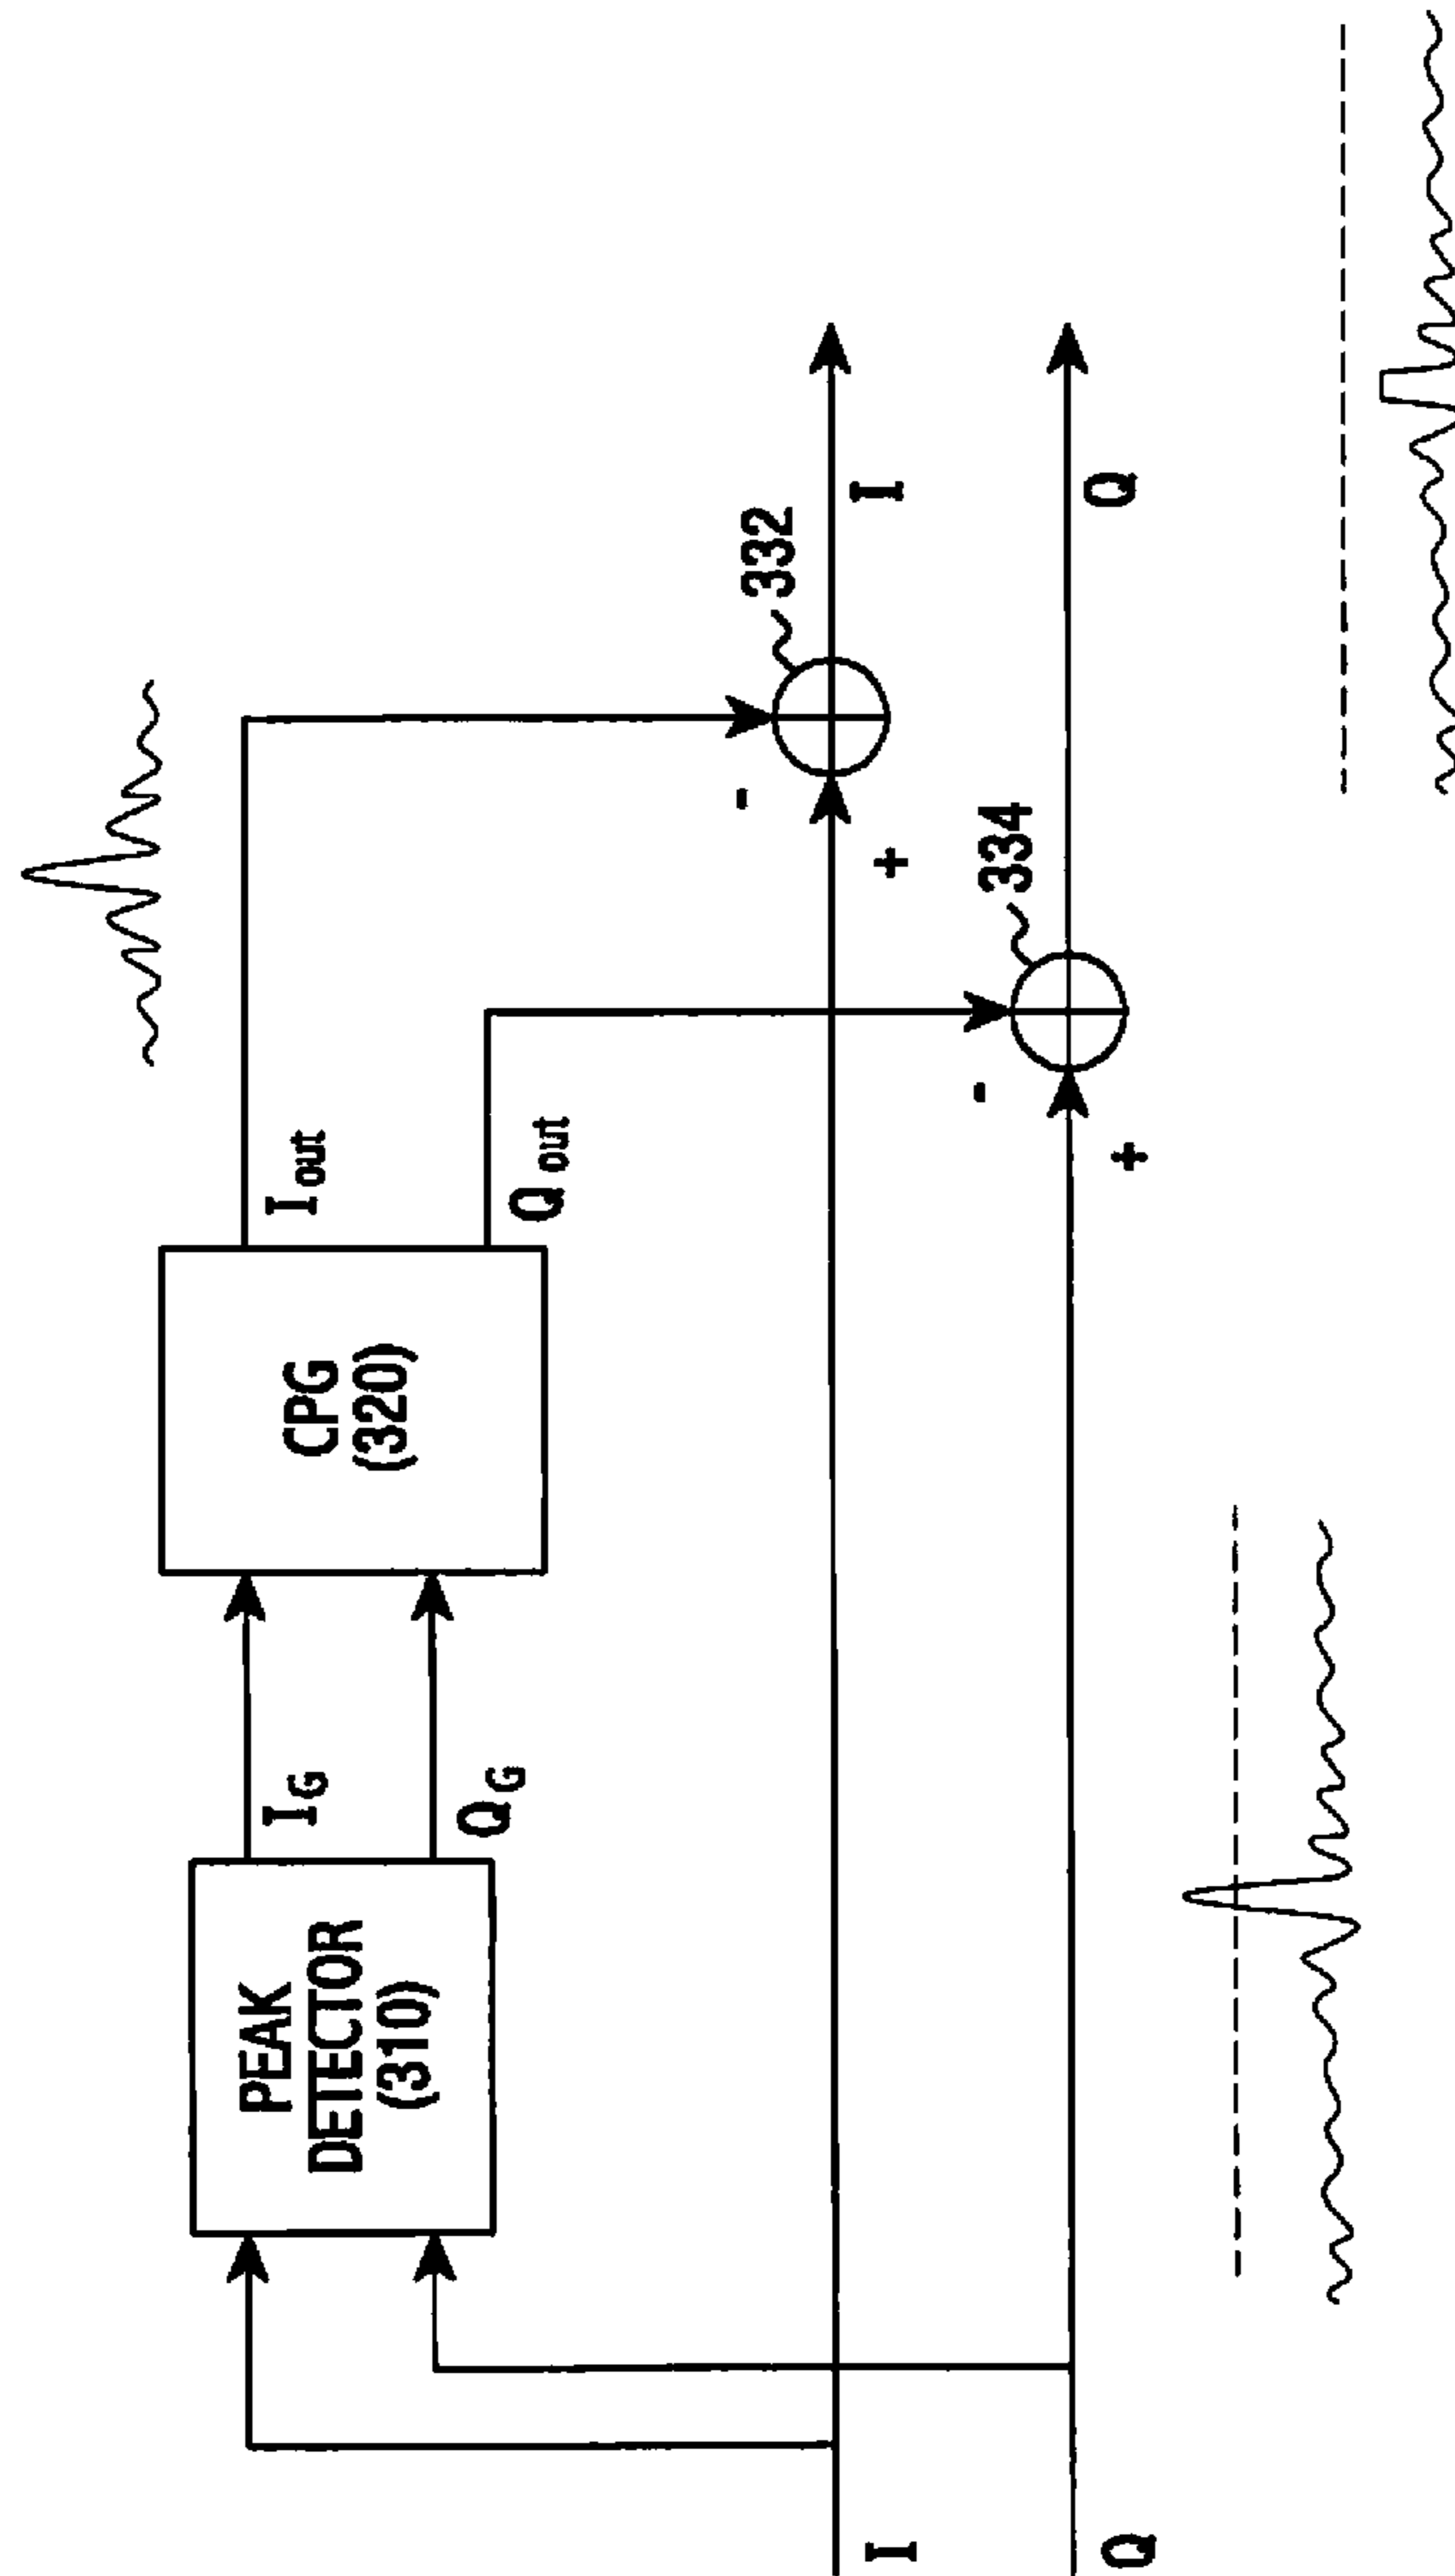 PEAK
DETECTOR
(310)
I_G
Q_G
CPG
(320)
I_out
Q_out
-
+
332
-
+
334
I
Q
I
Q